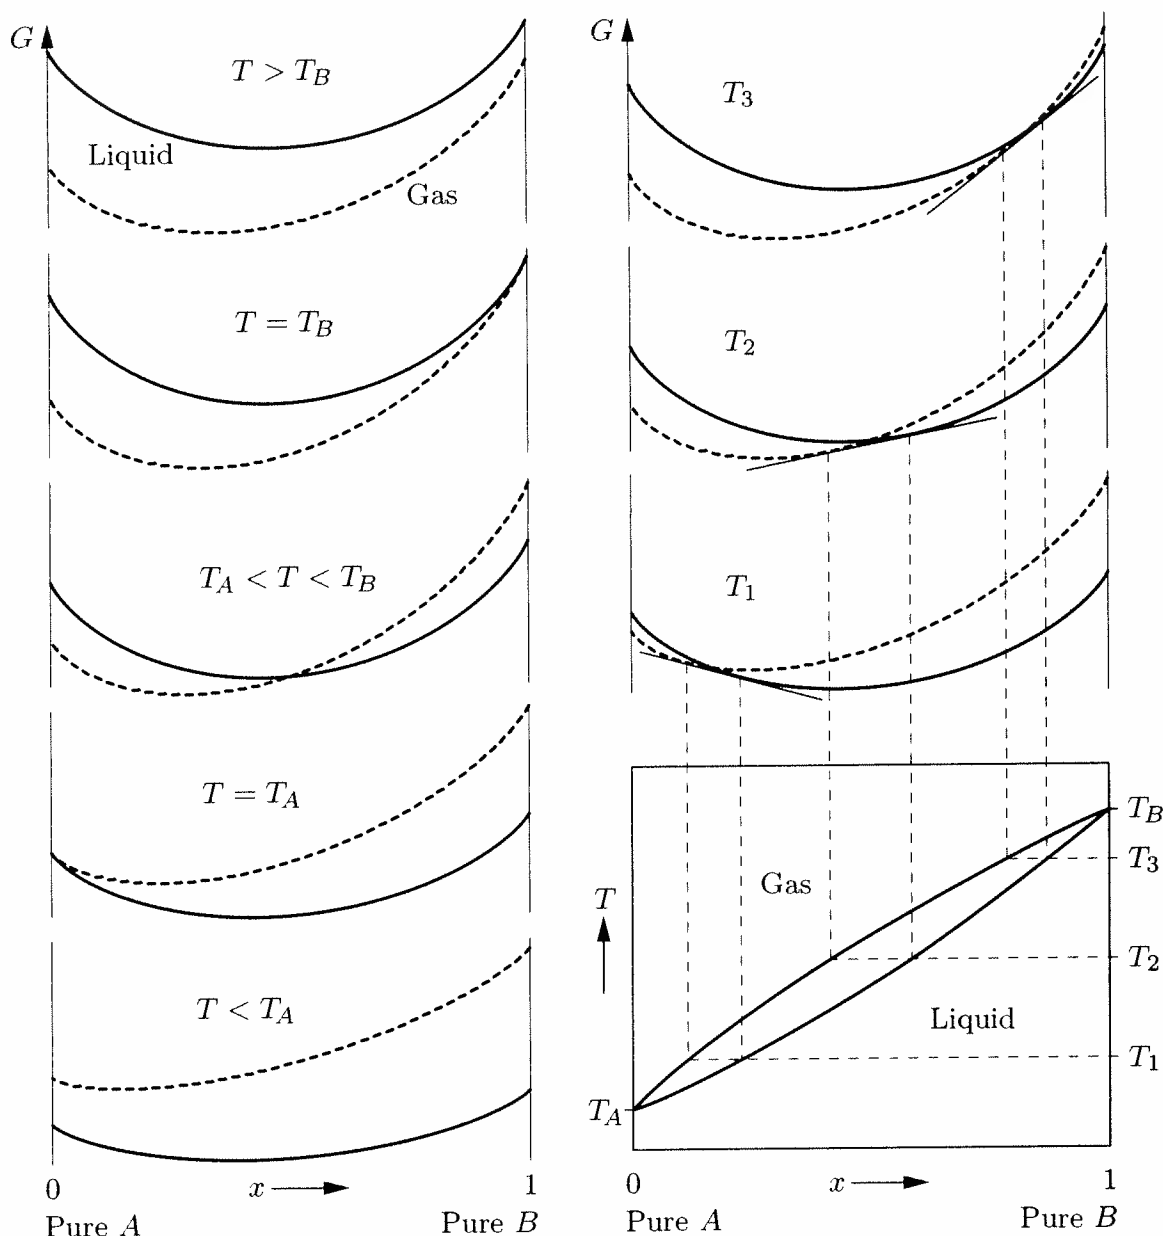 G
T > T_B
Liquid
Gas
T = T_B
T_A < T < T_B
T = T_A
T < T_A
0
x
1
Pure A
Pure B
G
T_3
T_2
T_1
T_B
T_3
Gas
T
T_2
Liquid
T_1
T_A
0
x
1
Pure A
Pure B